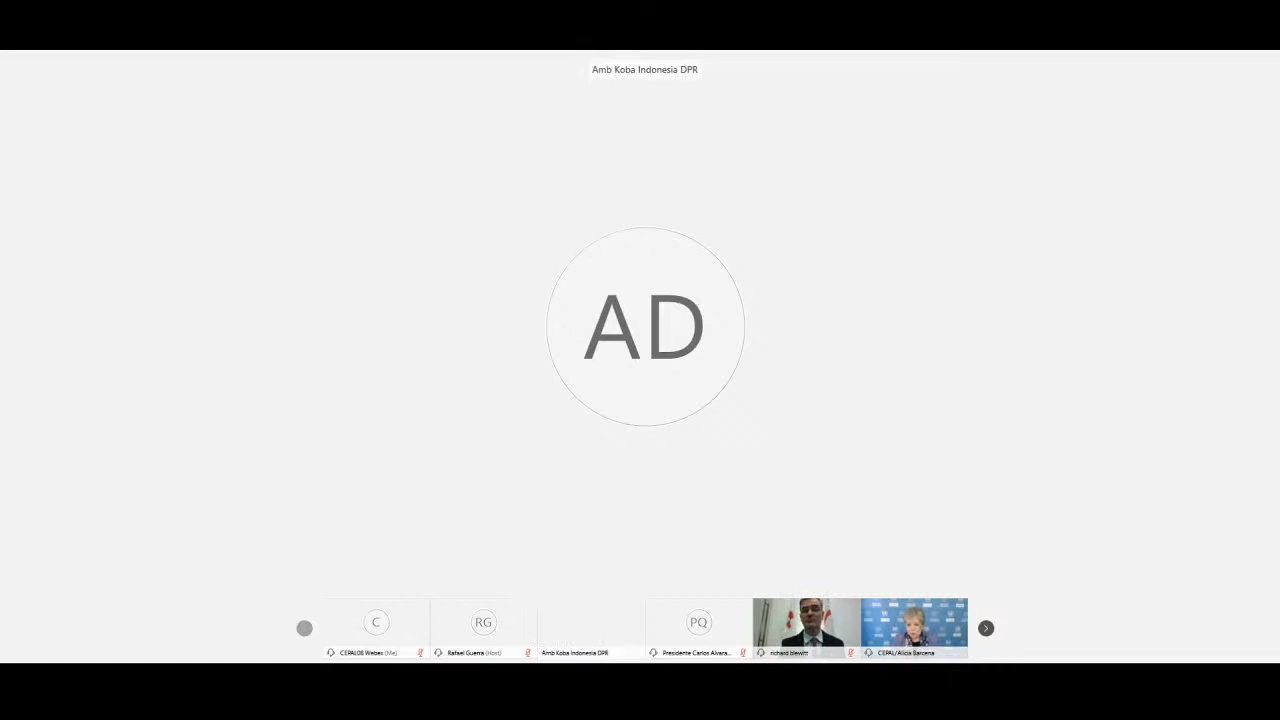 Amb Koba Indonesia DPR
AD
C
RG
PQ
CEPAL08 Webex (Me)
Rafael Guerra (Host)
Amb Koba Indonesia DPR
Presidente Carlos Alvara...
richard blewitt
CEPAL/Alicia Barcena